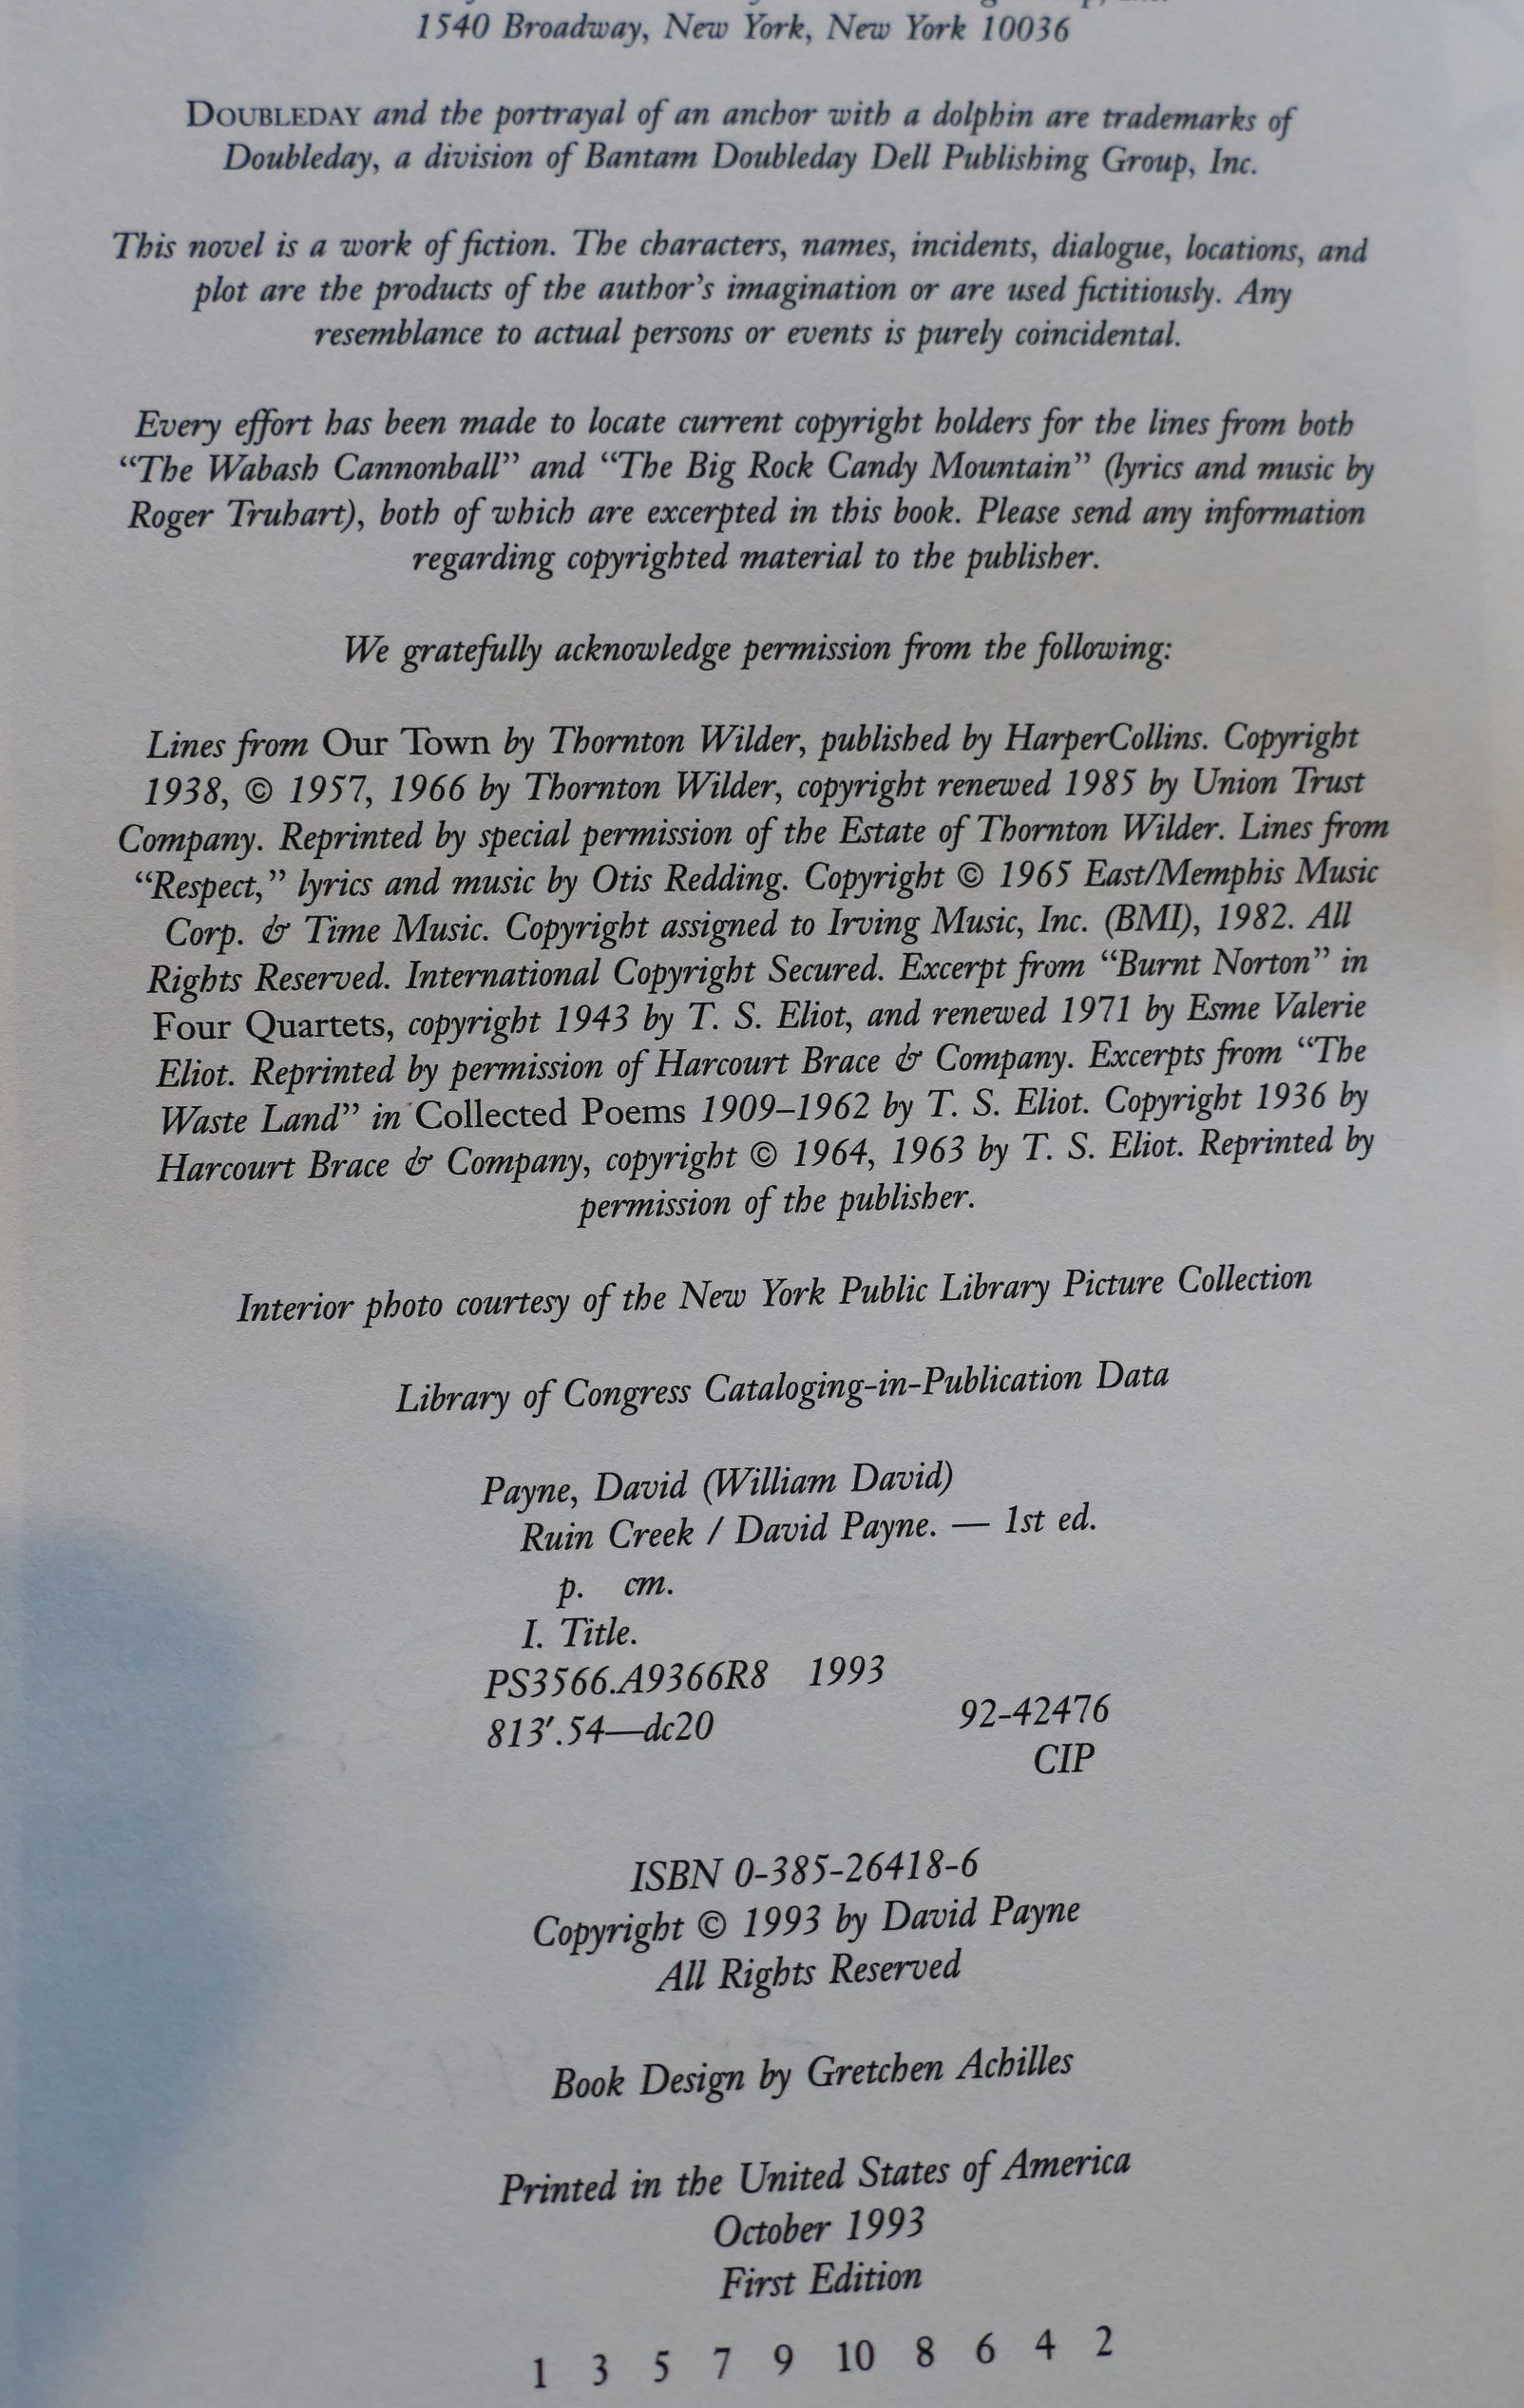 1540 Broadway, New York, New York 10036
DOUBLEDAY and the portrayal of an anchor with a dolphin are trademarks of
Doubleday, a division of Bantam Doubleday Dell Publishing Group, Inc.
This novel is a work of fiction. The characters, names, incidents, dialogue, locations, and
plot are the products of the author's imagination or are used fictitiously. Any
resemblance to actual persons or events is purely coincidental.
Every effort has been made to locate current copyright holders for the lines from both
“The Wabash Cannonball” and “The Big Rock Candy Mountain” (lyrics and music by
Roger Truhart), both of which are excerpted in this book. Please send any information
regarding copyrighted material to the publisher.
We gratefully acknowledge permission from the following:
Lines from Our Town by Thornton Wilder, published by HarperCollins. Copyright
1938, © 1957, 1966 by Thornton Wilder, copyright renewed 1985 by Union Trust
Company. Reprinted by special permission of the Estate of Thornton Wilder. Lines from
“Respect,” lyrics and music by Otis Redding. Copyright © 1965 East/Memphis Music
Corp. & Time Music. Copyright assigned to Irving Music, Inc. (BMI), 1982. All
Rights Reserved. International Copyright Secured. Excerpt from “Burnt Norton” in
Four Quartets, copyright 1943 by T. S. Eliot, and renewed 1971 by Esme Valerie
Eliot. Reprinted by permission of Harcourt Brace & Company. Excerpts from “The
Waste Land” in Collected Poems 1909–1962 by T. S. Eliot. Copyright 1936 by
Harcourt Brace & Company, copyright © 1964, 1963 by T. S. Eliot. Reprinted by
permission of the publisher.
Interior photo courtesy of the New York Public Library Picture Collection
Library of Congress Cataloging-in-Publication Data
Payne, David (William David)
Ruin Creek / David Payne. — 1st ed.
p. cm.
I. Title.
PS3566.A9366R8 1993
813′.54—dc20 92-42476
CIP
ISBN 0-385-26418-6
Copyright © 1993 by David Payne
All Rights Reserved
Book Design by Gretchen Achilles
Printed in the United States of America
October 1993
First Edition
1 3 5 7 9 10 8 6 4 2